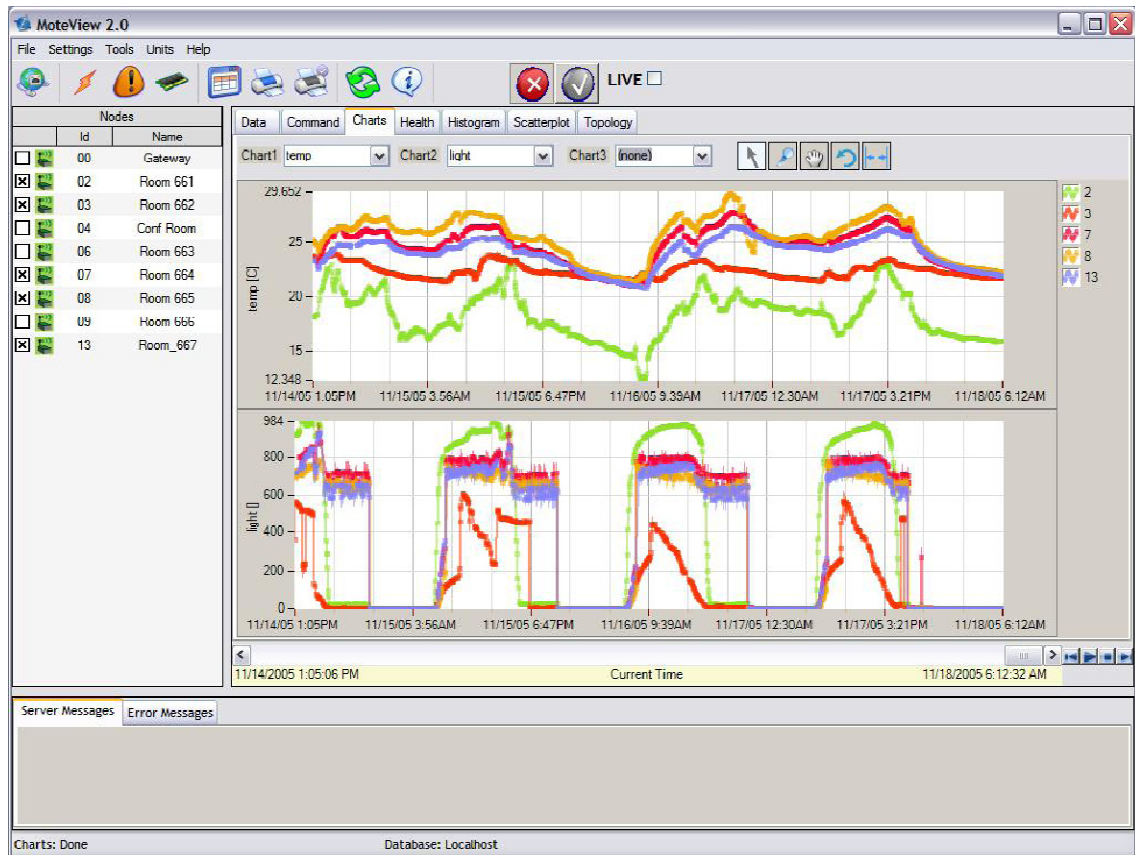 MoteView 2.0
File Settings Tools Units Help
LIVE
Nodes
Id Name
00 Gateway
02 Room 661
03 Room 662
04 Conf Room
06 Room 663
07 Room 664
08 Room 665
09 Room 666
13 Room_667
Data Command Charts Health Histogram Scatterplot Topology
Chart1 temp Chart2 light Chart3 (none)
29.652
25
20
15
12.348
temp [C]
11/14/05 1:05PM 11/15/05 3:56AM 11/15/05 6:47PM 11/16/05 9:39AM 11/17/05 12:30AM 11/17/05 3:21PM 11/18/05 6:12AM
2
3
7
8
13
984
800
600
400
200
0
light []
11/14/05 1:05PM 11/15/05 3:56AM 11/15/05 6:47PM 11/16/05 9:39AM 11/17/05 12:30AM 11/17/05 3:21PM 11/18/05 6:12AM
11/14/2005 1:05:06 PM Current Time 11/18/2005 6:12:32 AM
Server Messages Error Messages
Charts: Done Database: Localhost